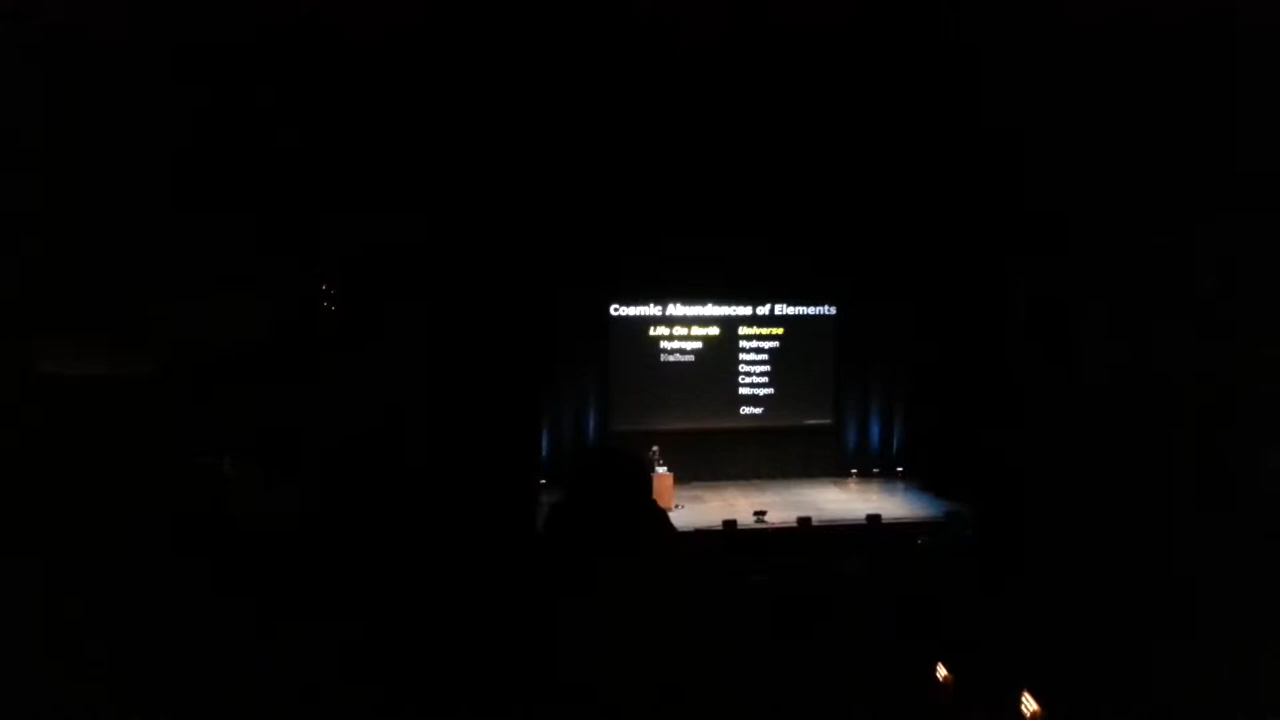 Cosmic Abundances of Elements
Life On Earth Universe
Hydrogen Hydrogen
Helium Helium
Oxygen
Carbon
Nitrogen
Other